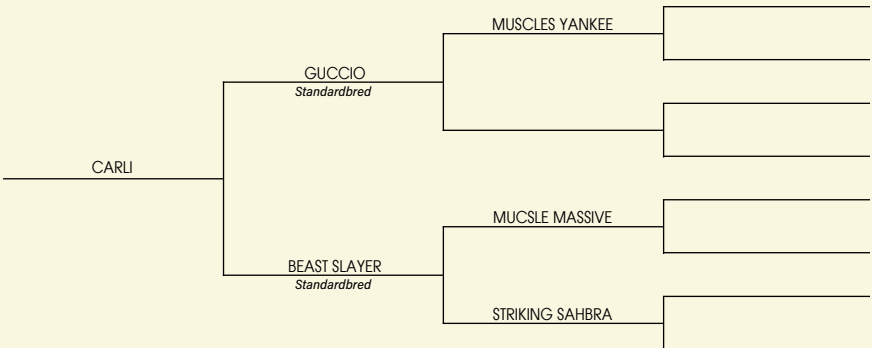 MUSCLES YANKEE
GUCCIO
Standardbred
CARLI
MUCSLE MASSIVE
BEAST SLAYER
Standardbred
STRIKING SAHBRA